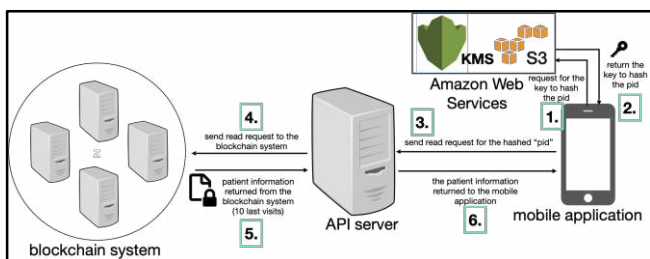 KMS
S3
Amazon Web
Services
return the
key to hash
the pid
request for the
key to hash
the pid
1.
2.
4.
send read request to the
blockchain system
3.
send read request for the hashed "pid"
patient information
returned from the
blockchain system
(10 last visits)
5.
the patient information
returned to the mobile
application
6.
API server
mobile application
blockchain system